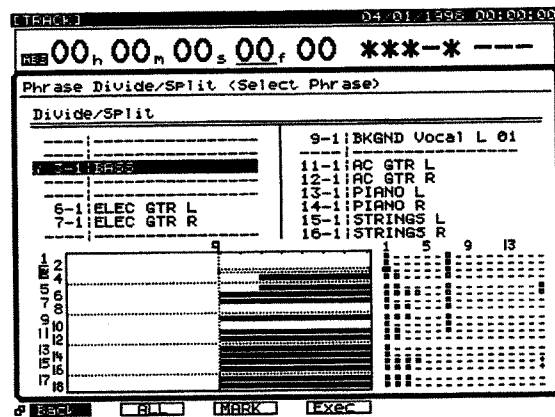 [TRACK] 04/01/1998 00:00:00
00h 00m 00s 00f 00 ***-* ---
Phrase Divide/Split <Select Phrase>
Divide/Split
3-1 BASS
6-1 ELEC GTR L
7-1 ELEC GTR R
9-1 BKGND Vocal L 01
11-1 AC GTR L
12-1 AC GTR R
13-1 PIANO L
14-1 PIANO R
15-1 STRINGS L
16-1 STRINGS R
9
1 5 9 13
1
2
4
5
6
7
8
9
10
11
12
13
14
15
16
17
18
BACK ALL MARK Exec